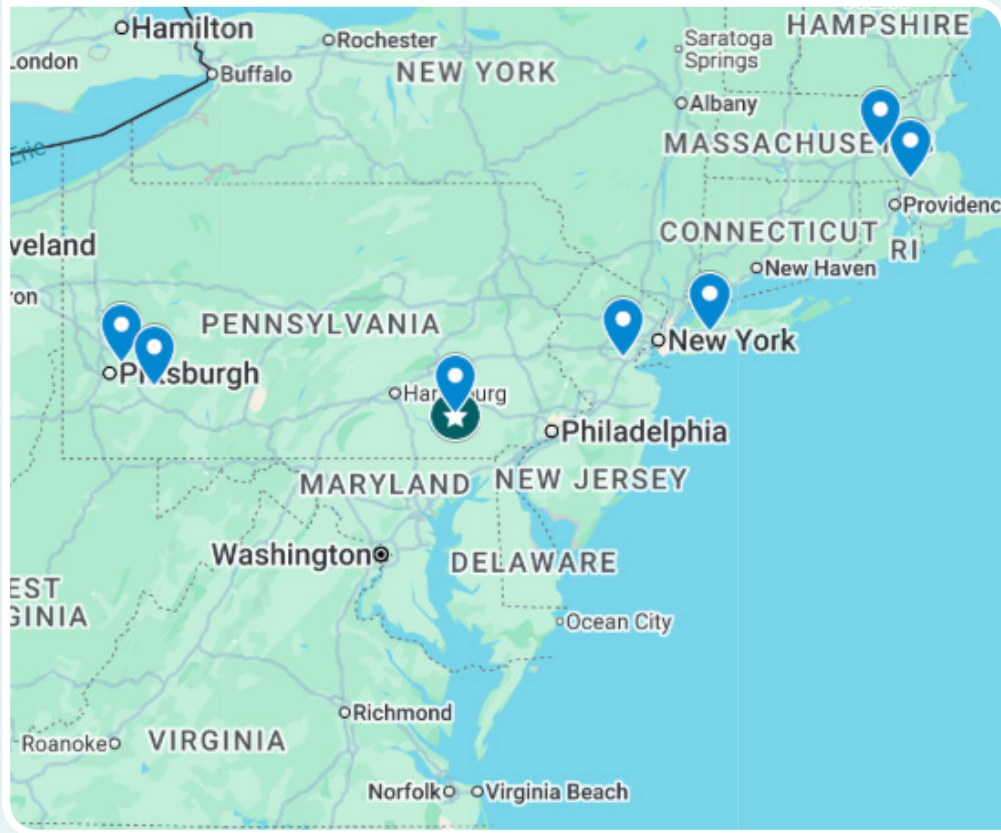 HAMPSHIRE
Hamilton
Rochester
Saratoga
Springs
London
Buffalo
NEW YORK
Albany
MASSACHUSE
Erie
Providenc
CONNECTICUT
RI
veland
New Haven
ron
PENNSYLVANIA
New York
Pittsburgh
Harrisburg
Philadelphia
MARYLAND
NEW JERSEY
Washington
DELAWARE
EST
GINIA
Ocean City
Richmond
Roanoke
VIRGINIA
Norfolk
Virginia Beach